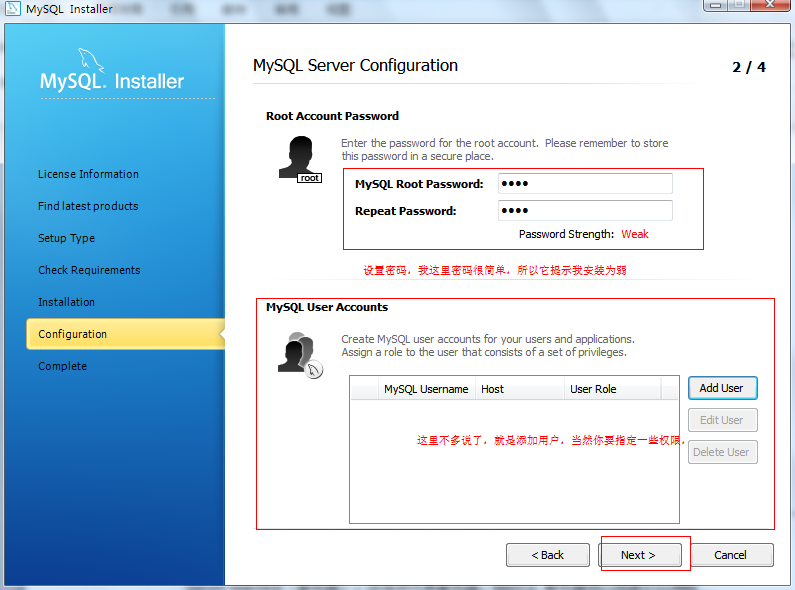 MySQL Installer
MySQL Installer
MySQL Server Configuration
2 / 4
License Information
Find latest products
Setup Type
Check Requirements
Installation
Configuration
Complete
Root Account Password
root
Enter the password for the root account. Please remember to store
this password in a secure place.
MySQL Root Password: ••••
Repeat Password: ••••
Password Strength: Weak
设置密码，我这里密码很简单，所以它提示我安装为弱
MySQL User Accounts
Create MySQL user accounts for your users and applications.
Assign a role to the user that consists of a set of privileges.
MySQL Username Host User Role
Add User
Edit User
Delete User
这里不多说了，就是添加用户，当然你要指定一些权限，
< Back Next > Cancel